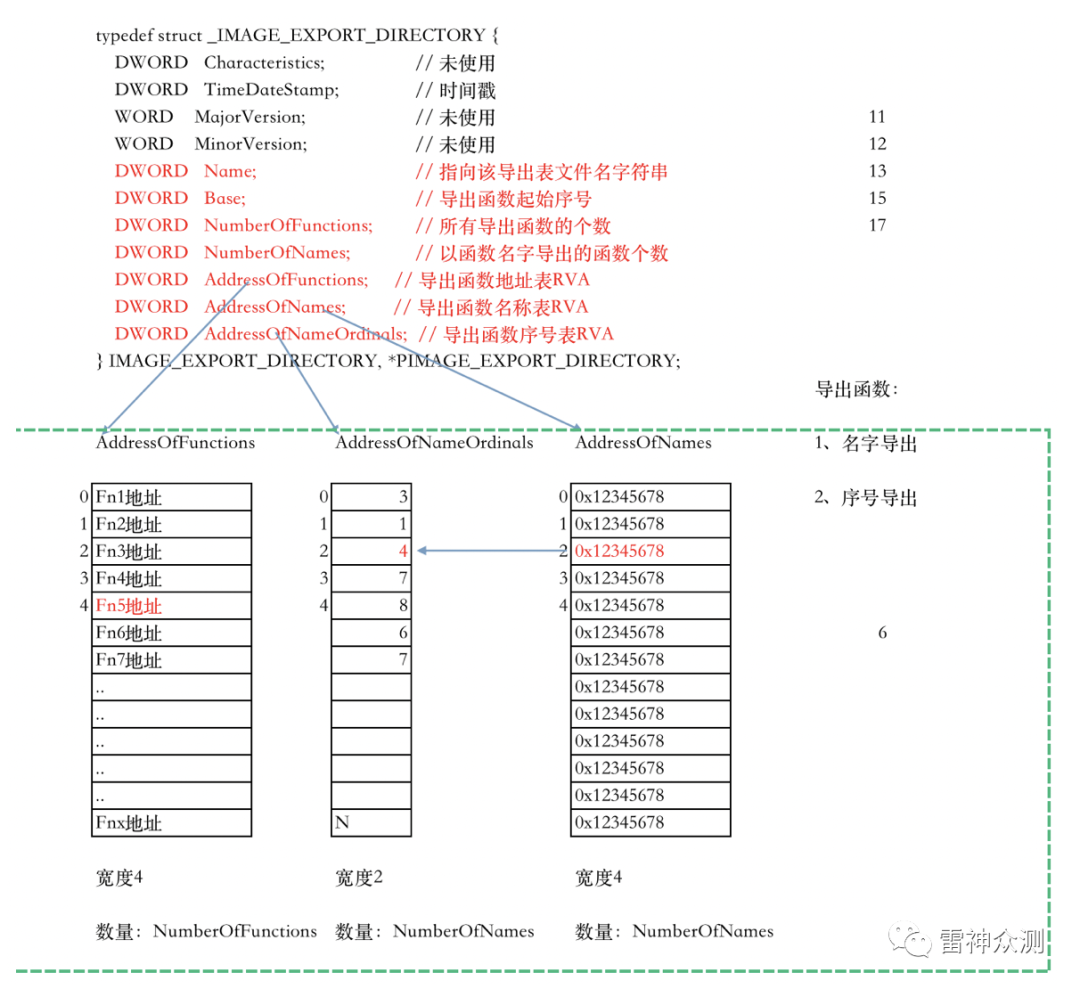 typedef struct _IMAGE_EXPORT_DIRECTORY {
DWORD Characteristics; // 未使用
DWORD TimeDateStamp; // 时间戳
WORD MajorVersion; // 未使用 11
WORD MinorVersion; // 未使用 12
DWORD Name; // 指向该导出表文件名字符串 13
DWORD Base; // 导出函数起始序号 15
DWORD NumberOfFunctions; // 所有导出函数的个数 17
DWORD NumberOfNames; // 以函数名字导出的函数个数
DWORD AddressOfFunctions; // 导出函数地址表RVA
DWORD AddressOfNames; // 导出函数名称表RVA
DWORD AddressOfNameOrdinals; // 导出函数序号表RVA
} IMAGE_EXPORT_DIRECTORY, *PIMAGE_EXPORT_DIRECTORY;
导出函数：
AddressOfFunctions AddressOfNameOrdinals AddressOfNames 1、名字导出
0 Fn1地址 0 3 0 0x12345678 2、序号导出
1 Fn2地址 1 1 1 0x12345678
2 Fn3地址 2 4 2 0x12345678
3 Fn4地址 3 7 3 0x12345678
4 Fn5地址 4 8 4 0x12345678
Fn6地址 6 0x12345678 6
Fn7地址 7 0x12345678
.. 0x12345678
.. 0x12345678
.. 0x12345678
.. 0x12345678
.. 0x12345678
Fnx地址 N 0x12345678
宽度4 宽度2 宽度4
数量：NumberOfFunctions 数量：NumberOfNames 数量：NumberOfNames
雷神众测